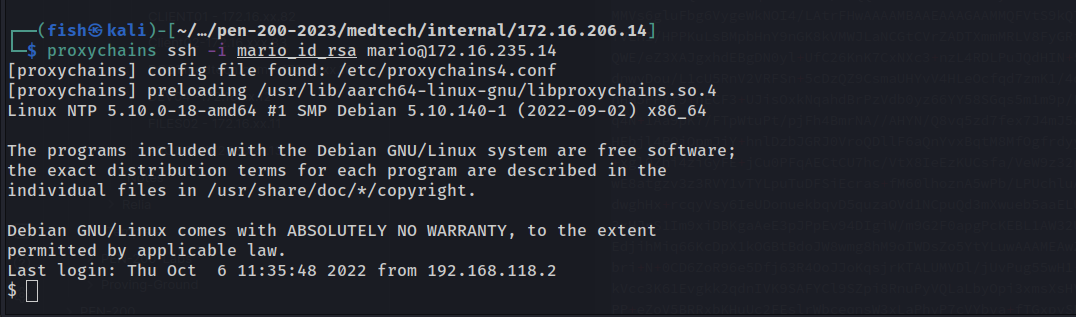 ┌──(fish㉿kali)-[~/…/pen-200-2023/medtech/internal/172.16.206.14]
└─$ proxychains ssh -i mario_id_rsa mario@172.16.235.14
[proxychains] config file found: /etc/proxychains4.conf
[proxychains] preloading /usr/lib/aarch64-linux-gnu/libproxychains.so.4
Linux NTP 5.10.0-18-amd64 #1 SMP Debian 5.10.140-1 (2022-09-02) x86_64
The programs included with the Debian GNU/Linux system are free software;
the exact distribution terms for each program are described in the
individual files in /usr/share/doc/*/copyright.
Debian GNU/Linux comes with ABSOLUTELY NO WARRANTY, to the extent
permitted by applicable law.
Last login: Thu Oct  6 11:35:48 2022 from 192.168.118.2
$